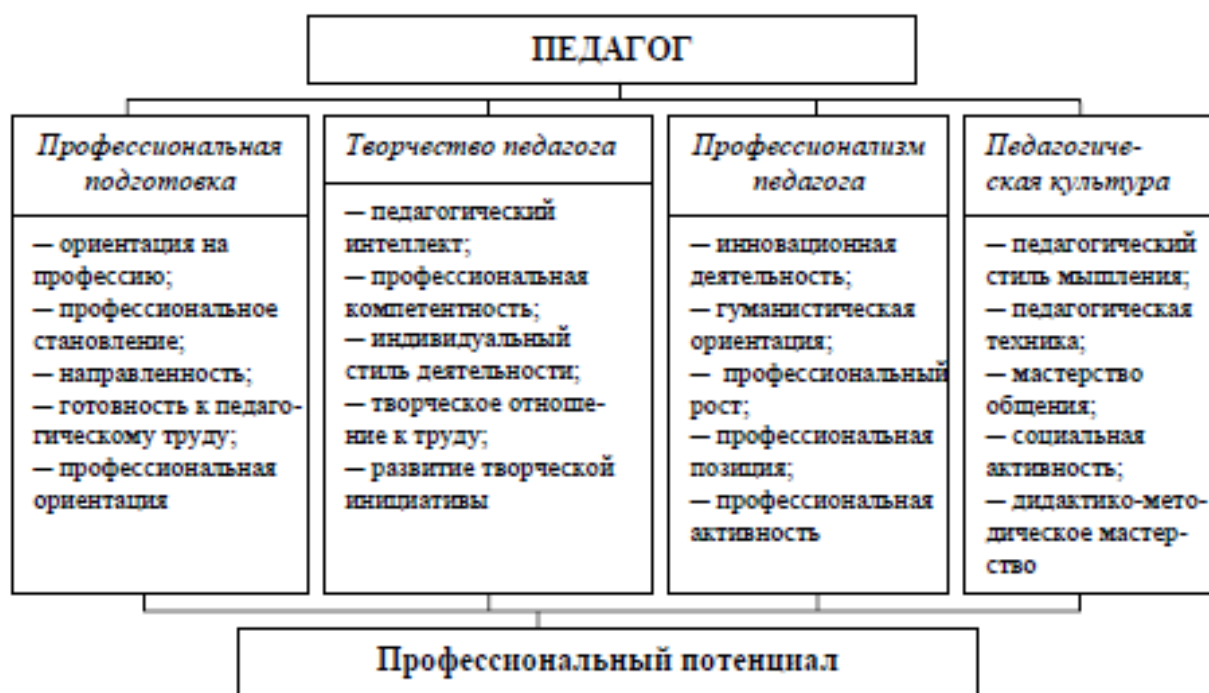 ПЕДАГОГ
Профессиональная
подготовка
— ориентация на
профессию;
— профессиональное
становление;
— направленность;
— готовность к педаго-
гическому труду;
— профессиональная
ориентация
Творчество педагога
— педагогический
интеллект;
— профессиональная
компетентность;
— индивидуальный
стиль деятельности;
— творческое отноше-
ние к труду;
— развитие творческой
инициативы
Профессионализм
педагога
— инновационная
деятельность;
— гуманистическая
ориентация;
— профессиональный
рост;
— профессиональная
позиция;
— профессиональная
активность
Педагогиче-
ская культура
— педагогический
стиль мышления;
— педагогическая
техника;
— мастерство
общения;
— социальная
активность;
— дидактико-мето-
дическое мастер-
ство
Профессиональный потенциал